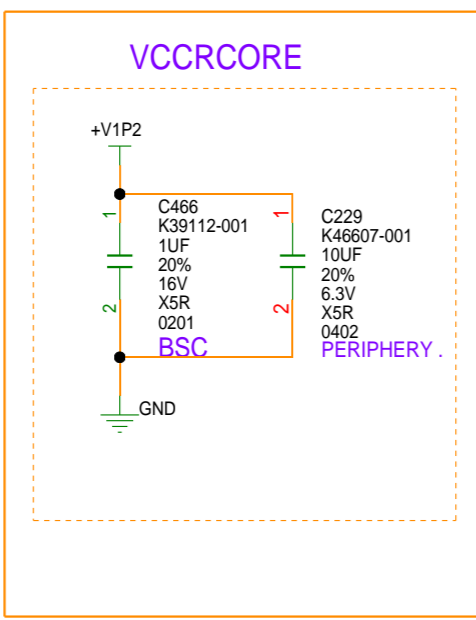 VCCRCORE
+V1P2
1
C466
K39112-001
1UF
20%
16V
X5R
0201
BSC
2
1
C229
K46607-001
10UF
20%
6.3V
X5R
0402
PERIPHERY .
2
GND